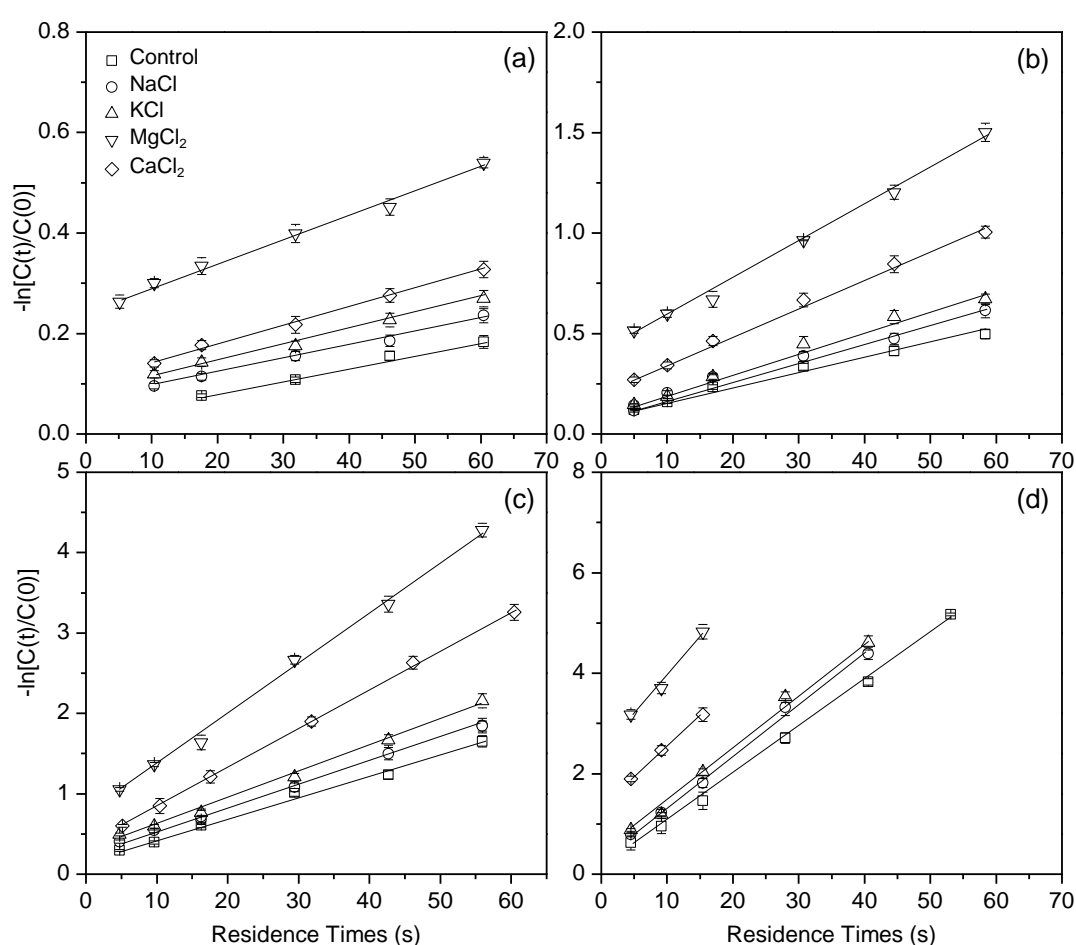 0.8
0.6
0.4
0.2
0.0
0 10 20 30 40 50 60 70
Control
NaCl
KCl
MgCl2
CaCl2
(a)
-ln[C(t)/C(0)]
2.0
1.5
1.0
0.5
0.0
0 10 20 30 40 50 60 70
(b)
5
4
3
2
1
0
0 10 20 30 40 50 60
(c)
-ln[C(t)/C(0)]
Residence Times (s)
8
6
4
2
0
0 10 20 30 40 50 60 70
(d)
Residence Times (s)